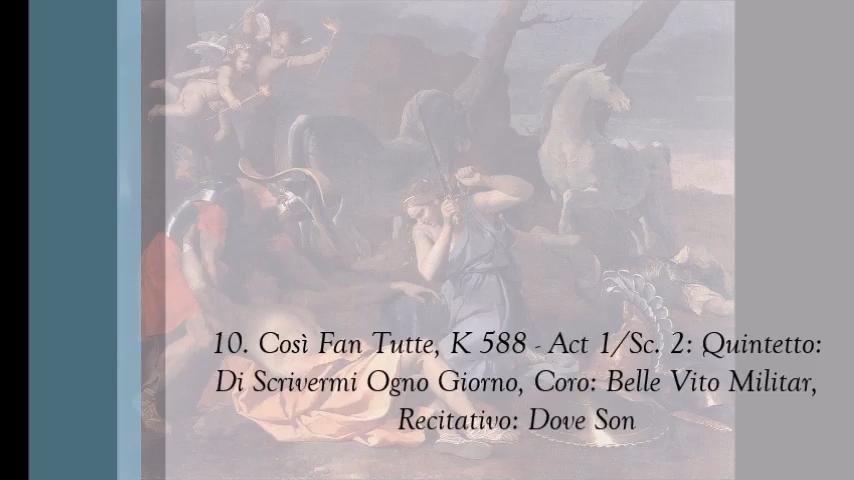 10. Così Fan Tutte, K 588 - Act 1/Sc. 2: Quintetto:
Di Scrivermi Ogno Giorno, Coro: Belle Vito Militar,
Recitativo: Dove Son